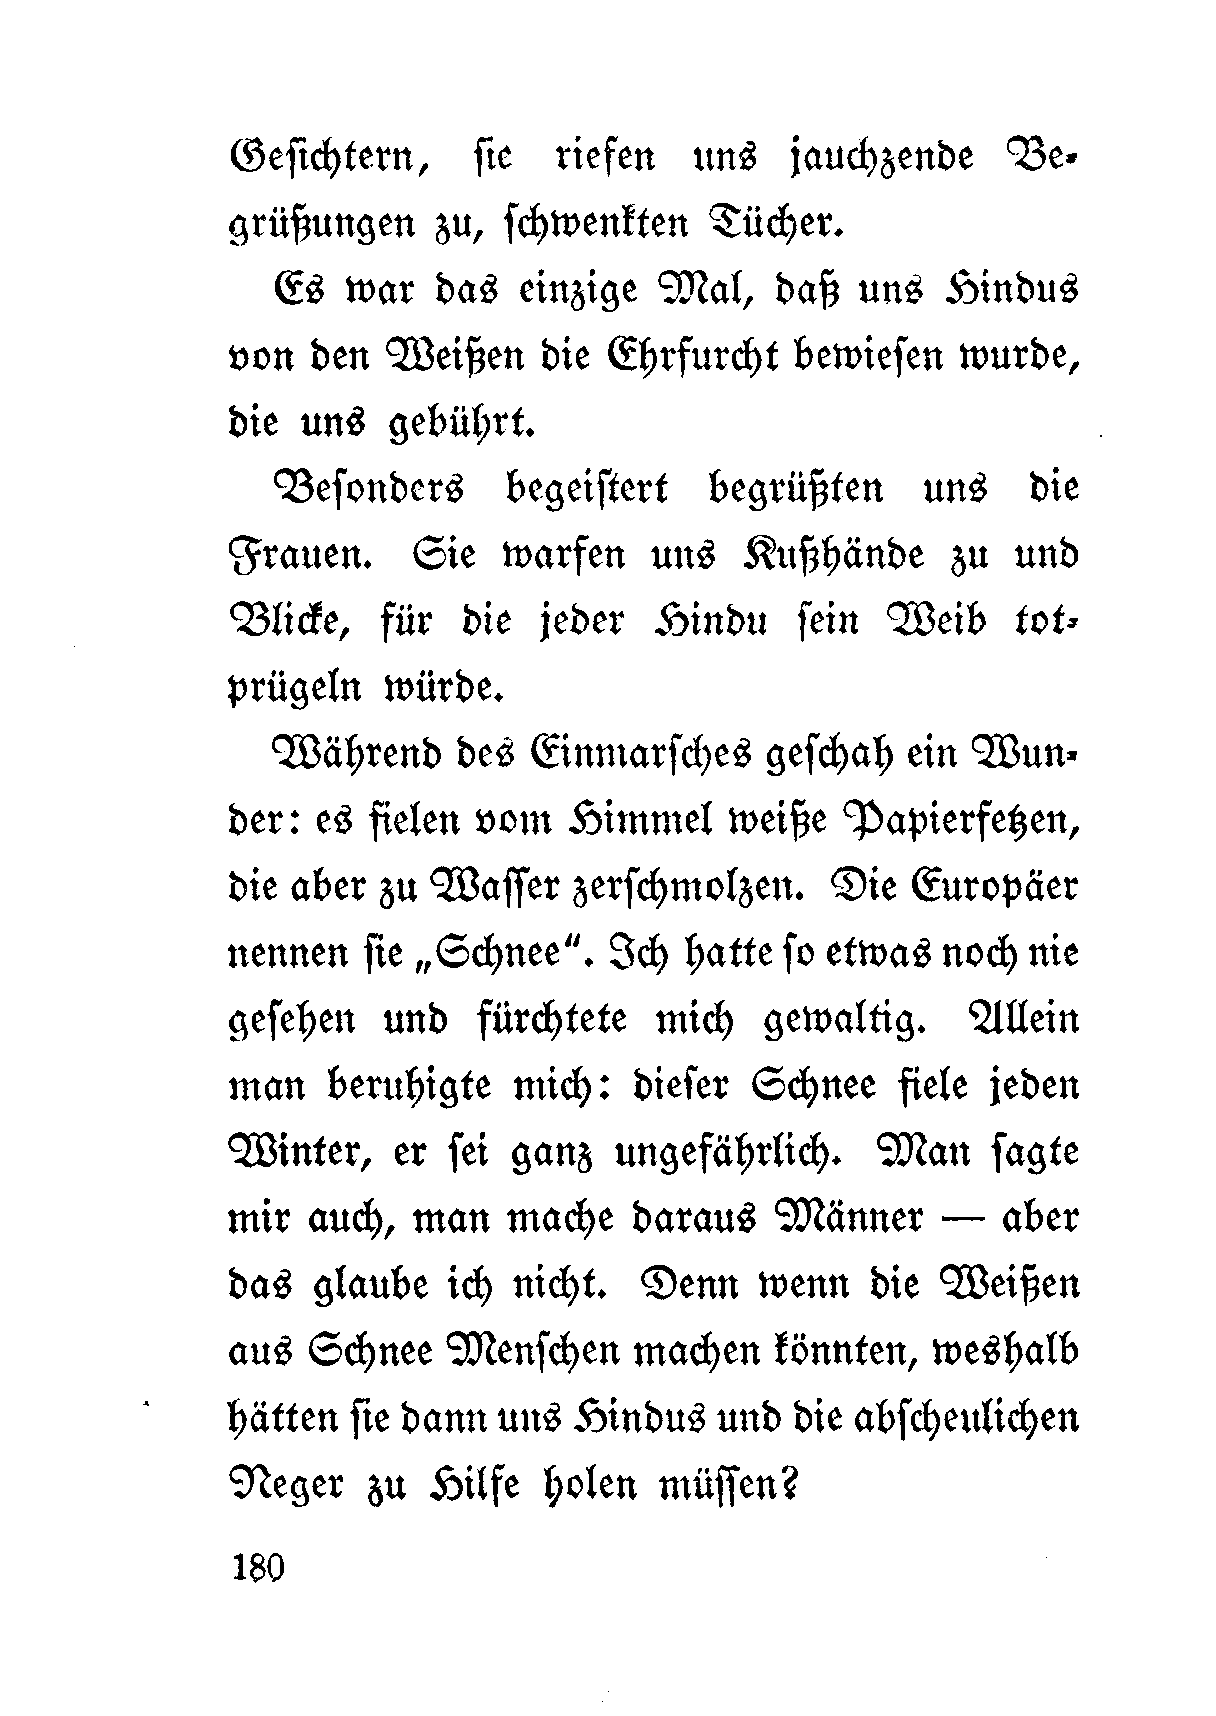 Geſichtern, ſie riefen uns jauchzende Be-
grüßungen zu, ſchwenkten Tücher.
Es war das einzige Mal, daß uns Hindus
von den Weißen die Ehrfurcht bewieſen wurde,
die uns gebührt.
Beſonders begeiſtert begrüßten uns die
Frauen. Sie warfen uns Kußhände zu und
Blicke, für die jeder Hindu ſein Weib tot-
prügeln würde.
Während des Einmarſches geſchah ein Wun-
der: es fielen vom Himmel weiße Papierfetzen,
die aber zu Waſſer zerſchmolzen. Die Europäer
nennen ſie „Schnee“. Ich hatte ſo etwas noch nie
geſehen und fürchtete mich gewaltig. Allein
man beruhigte mich: dieſer Schnee fiele jeden
Winter, er ſei ganz ungefährlich. Man ſagte
mir auch, man mache daraus Männer — aber
das glaube ich nicht. Denn wenn die Weißen
aus Schnee Menſchen machen könnten, weshalb
hätten ſie dann uns Hindus und die abſcheulichen
Neger zu Hilfe holen müſſen?
180